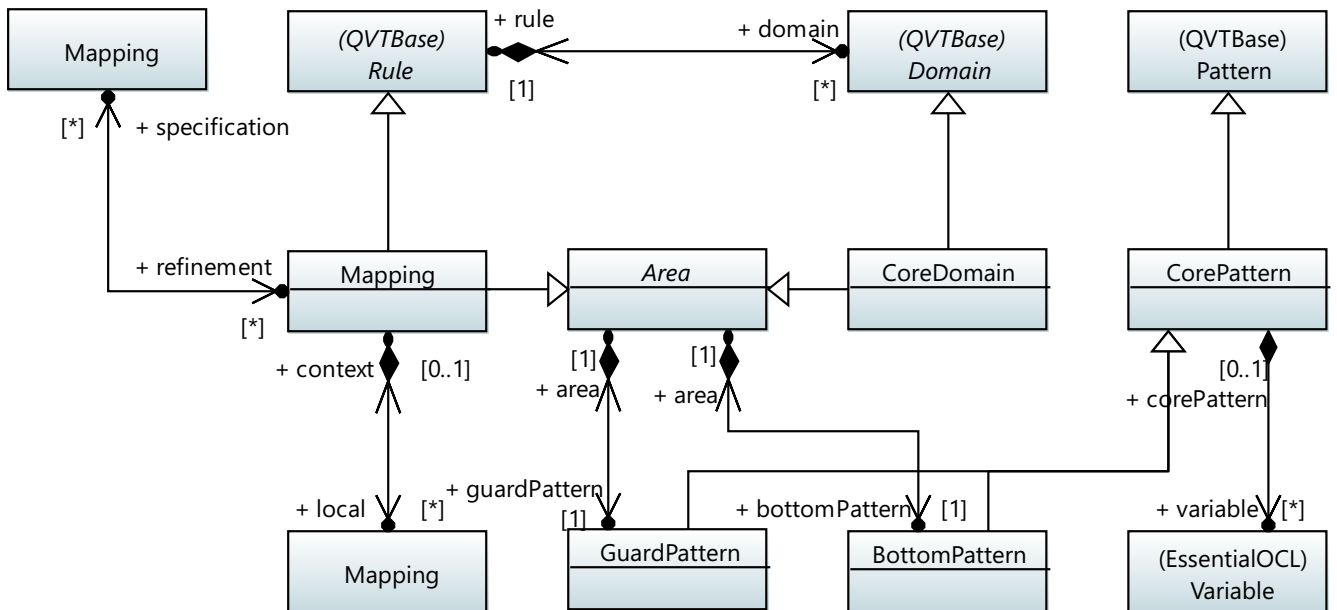 + rule
Mapping
(QVTBase)
Rule
+ domain
(QVTBase)
Domain
(QVTBase)
Pattern
[1]
[*]
[*]
+ specification
+ refinement
[*]
Mapping
Area
CoreDomain
CorePattern
+ context
[0..1]
[1]
+ area
[1]
+ area
[0..1]
+ corePattern
+ guardPattern
[1]
+ local
[*]
+ bottomPattern
[1]
+ variable
[*]
Mapping
GuardPattern
BottomPattern
(EssentialOCL)
Variable